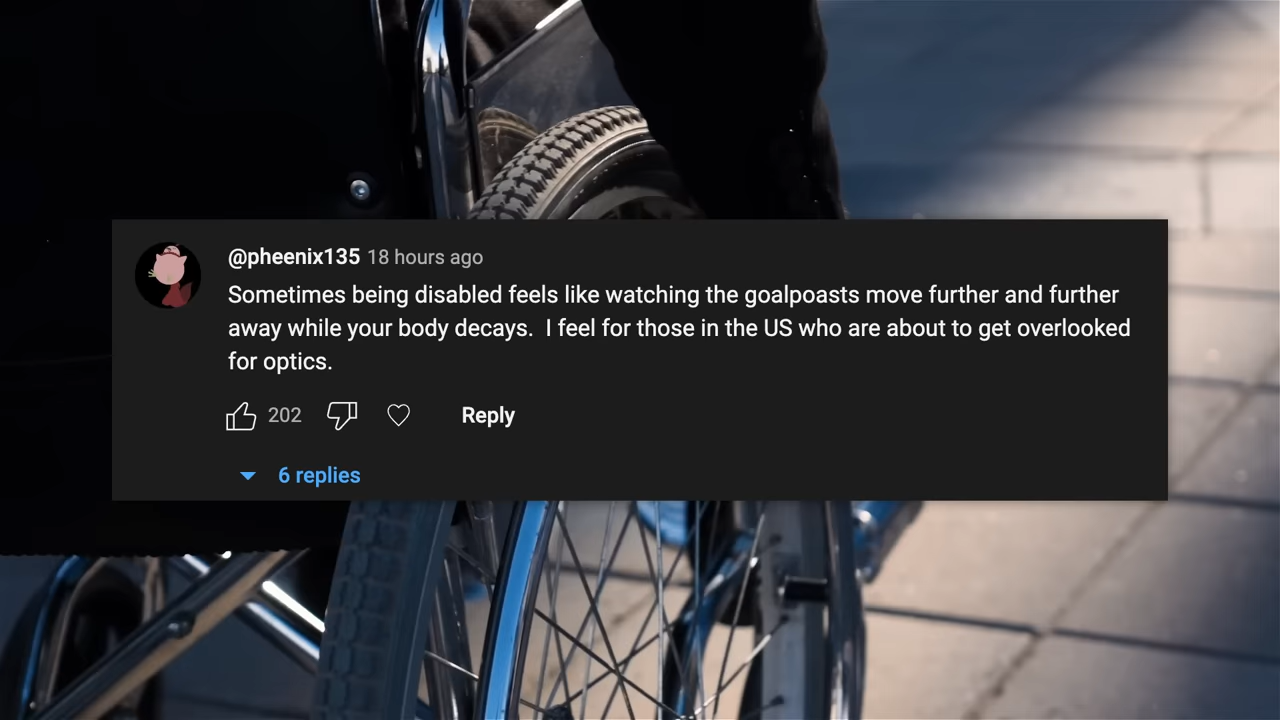 @pheenix135 18 hours ago
Sometimes being disabled feels like watching the goalpoasts move further and further
away while your body decays.  I feel for those in the US who are about to get overlooked
for optics.
202 Reply
6 replies